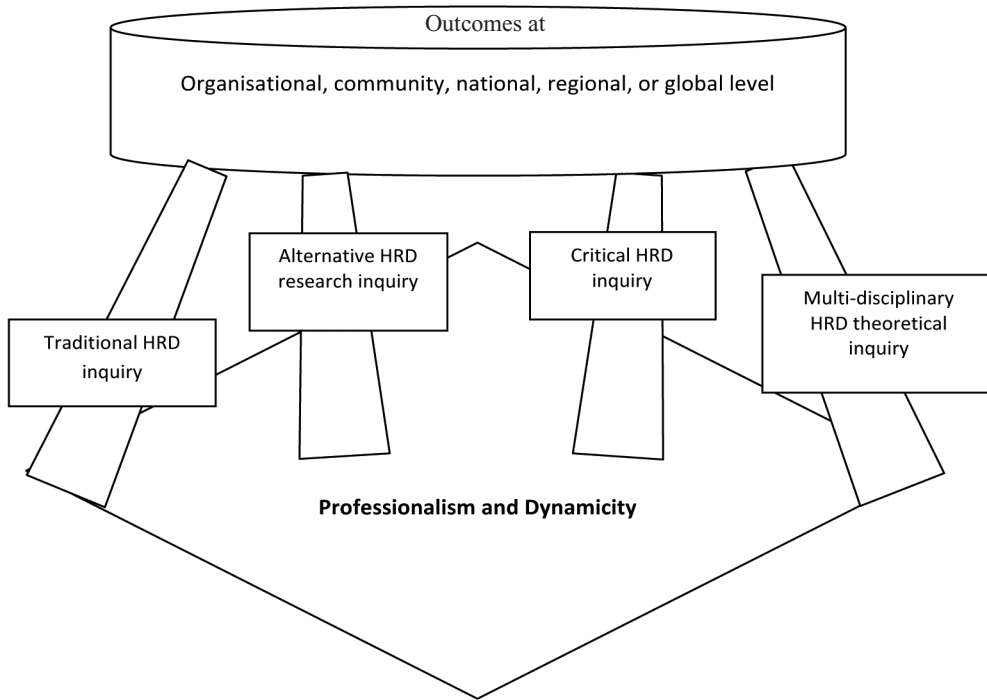 Outcomes at
Organisational, community, national, regional, or global level
Alternative HRD
research inquiry
Critical HRD
inquiry
Multi-disciplinary
HRD theoretical
inquiry
Traditional HRD
inquiry
Professionalism and Dynamicity